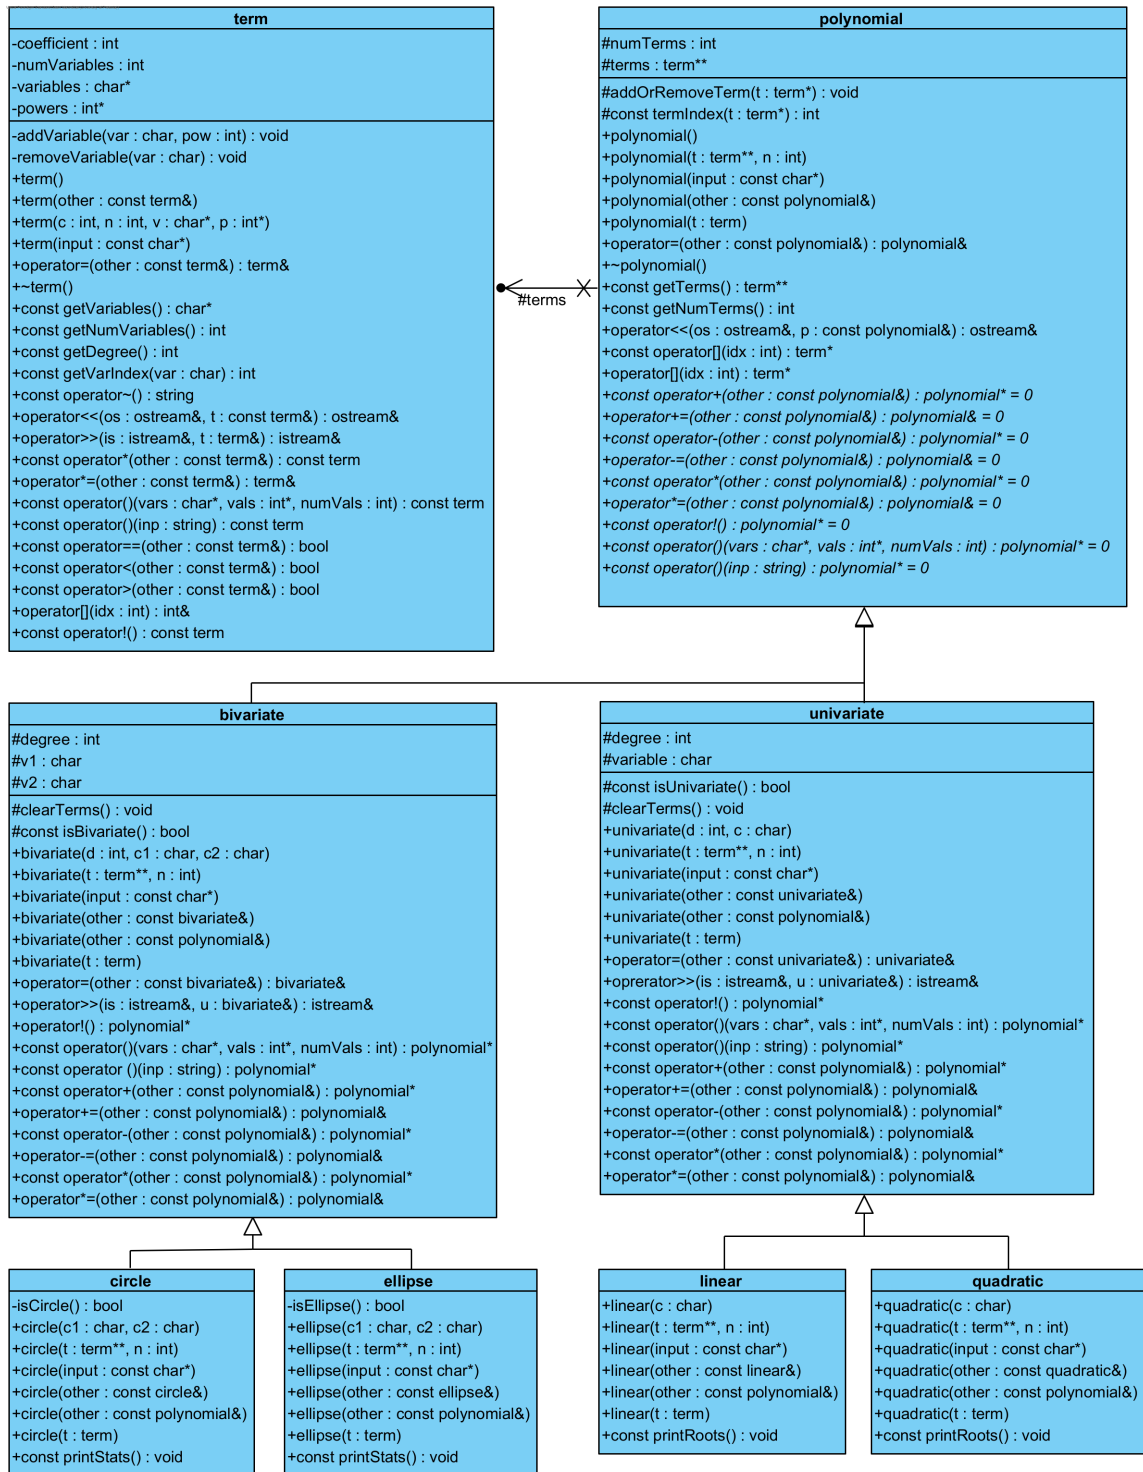 term
-coefficient : int
-numVariables : int
-variables : char*
-powers : int*
-addVariable(var : char, pow : int) : void
-removeVariable(var : char) : void
+term()
+term(other : const term&)
+term(c : int, n : int, v : char*, p : int*)
+term(input : const char*)
+operator=(other : const term&) : term&
+~term()
+const getVariables() : char*
+const getNumVariables() : int
+const getDegree() : int
+const getVarIndex(var : char) : int
+const operator~() : string
+operator<<(os : ostream&, t : const term&) : ostream&
+operator>>(is : istream&, t : term&) : istream&
+const operator*(other : const term&) : const term
+operator*=(other : const term&) : term&
+const operator()(vars : char*, vals : int*, numVals : int) : const term
+const operator()(inp : string) : const term
+const operator==(other : const term&) : bool
+const operator<(other : const term&) : bool
+const operator>(other : const term&) : bool
+operator[](idx : int) : int&
+const operator!() : const term
#terms
polynomial
#numTerms : int
#terms : term**
#addOrRemoveTerm(t : term*) : void
#const termIndex(t : term*) : int
+polynomial()
+polynomial(t : term**, n : int)
+polynomial(input : const char*)
+polynomial(other : const polynomial&)
+polynomial(t : term)
+operator=(other : const polynomial&) : polynomial&
+~polynomial()
+const getTerms() : term**
+const getNumTerms() : int
+operator<<(os : ostream&, p : const polynomial&) : ostream&
+const operator[](idx : int) : term*
+operator[](idx : int) : term*
+const operator+(other : const polynomial&) : polynomial* = 0
+operator+=(other : const polynomial&) : polynomial& = 0
+const operator-(other : const polynomial&) : polynomial* = 0
+operator-=(other : const polynomial&) : polynomial& = 0
+const operator*(other : const polynomial&) : polynomial* = 0
+operator*=(other : const polynomial&) : polynomial& = 0
+const operator!() : polynomial* = 0
+const operator()(vars : char*, vals : int*, numVals : int) : polynomial* = 0
+const operator()(inp : string) : polynomial* = 0
bivariate
#degree : int
#v1 : char
#v2 : char
#clearTerms() : void
#const isBivariate() : bool
+bivariate(d : int, c1 : char, c2 : char)
+bivariate(t : term**, n : int)
+bivariate(input : const char*)
+bivariate(other : const bivariate&)
+bivariate(other : const polynomial&)
+bivariate(t : term)
+operator=(other : const bivariate&) : bivariate&
+operator>>(is : istream&, u : bivariate&) : istream&
+operator!() : polynomial*
+const operator()(vars : char*, vals : int*, numVals : int) : polynomial*
+const operator ()(inp : string) : polynomial*
+const operator+(other : const polynomial&) : polynomial*
+operator+=(other : const polynomial&) : polynomial&
+const operator-(other : const polynomial&) : polynomial*
+operator-=(other : const polynomial&) : polynomial&
+const operator*(other : const polynomial&) : polynomial*
+operator*=(other : const polynomial&) : polynomial&
univariate
#degree : int
#variable : char
#const isUnivariate() : bool
#clearTerms() : void
+univariate(d : int, c : char)
+univariate(t : term**, n : int)
+univariate(input : const char*)
+univariate(other : const univariate&)
+univariate(other : const polynomial&)
+univariate(t : term)
+operator=(other : const univariate&) : univariate&
+oprerator>>(is : istream&, u : univariate&) : istream&
+const operator!() : polynomial*
+const operator()(vars : char*, vals : int*, numVals : int) : polynomial*
+const operator()(inp : string) : polynomial*
+const operator+(other : const polynomial&) : polynomial*
+operator+=(other : const polynomial&) : polynomial&
+const operator-(other : const polynomial&) : polynomial*
+operator-=(other : const polynomial&) : polynomial&
+const operator*(other : const polynomial&) : polynomial*
+operator*=(other : const polynomial&) : polynomial&
circle
-isCircle() : bool
+circle(c1 : char, c2 : char)
+circle(t : term**, n : int)
+circle(input : const char*)
+circle(other : const circle&)
+circle(other : const polynomial&)
+circle(t : term)
+const printStats() : void
ellipse
-isEllipse() : bool
+ellipse(c1 : char, c2 : char)
+ellipse(t : term**, n : int)
+ellipse(input : const char*)
+ellipse(other : const ellipse&)
+ellipse(other : const polynomial&)
+ellipse(t : term)
+const printStats() : void
linear
+linear(c : char)
+linear(t : term**, n : int)
+linear(input : const char*)
+linear(other : const linear&)
+linear(other : const polynomial&)
+linear(t : term)
+const printRoots() : void
quadratic
+quadratic(c : char)
+quadratic(t : term**, n : int)
+quadratic(input : const char*)
+quadratic(other : const quadratic&)
+quadratic(other : const polynomial&)
+quadratic(t : term)
+const printRoots() : void